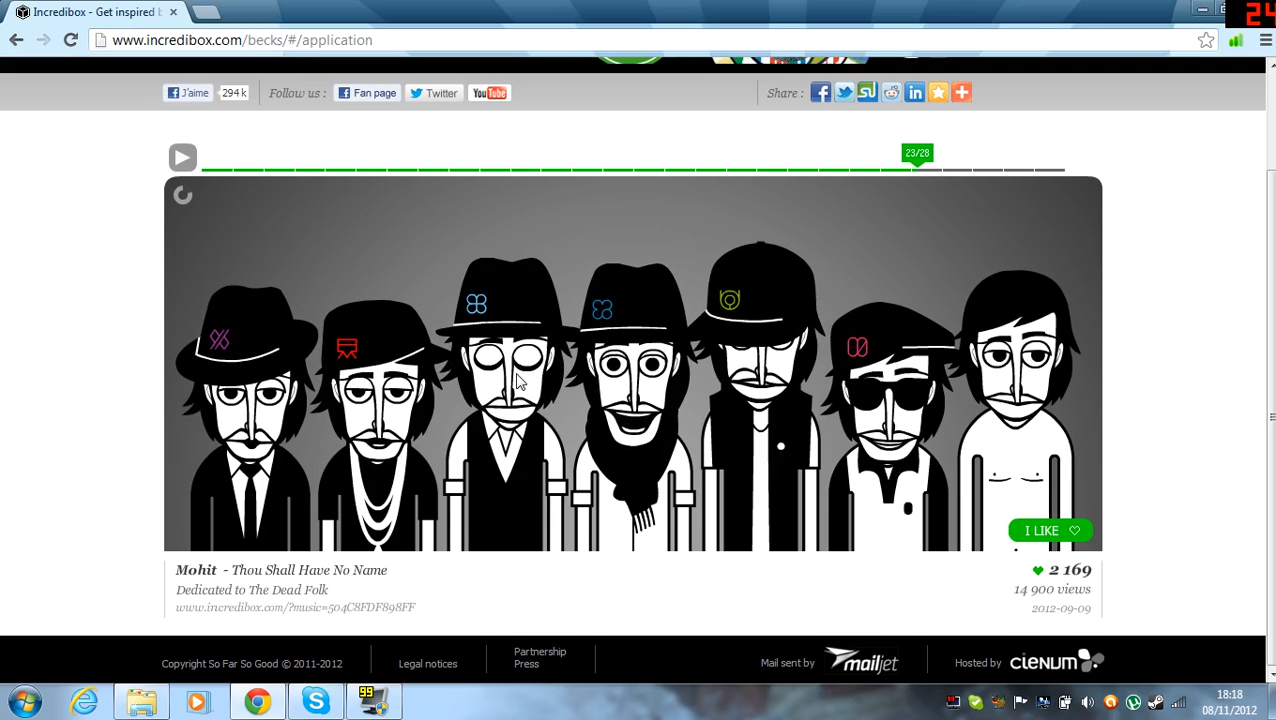 Incredibox - Get inspired b
24
www.incredibox.com/becks/#/application
J'aime 294 k Follow us : Fan page Twitter YouTube Share :
23/28
I LIKE
Mohit - Thou Shall Have No Name 2 169
Dedicated to The Dead Folk 14 900 views
www.incredibox.com/?music=504C8FDF898FF 2012-09-09
Copyright So Far So Good © 2011-2012 Legal notices Partnership Press Mail sent by mailjet Hosted by clenum
99
18:18
08/11/2012